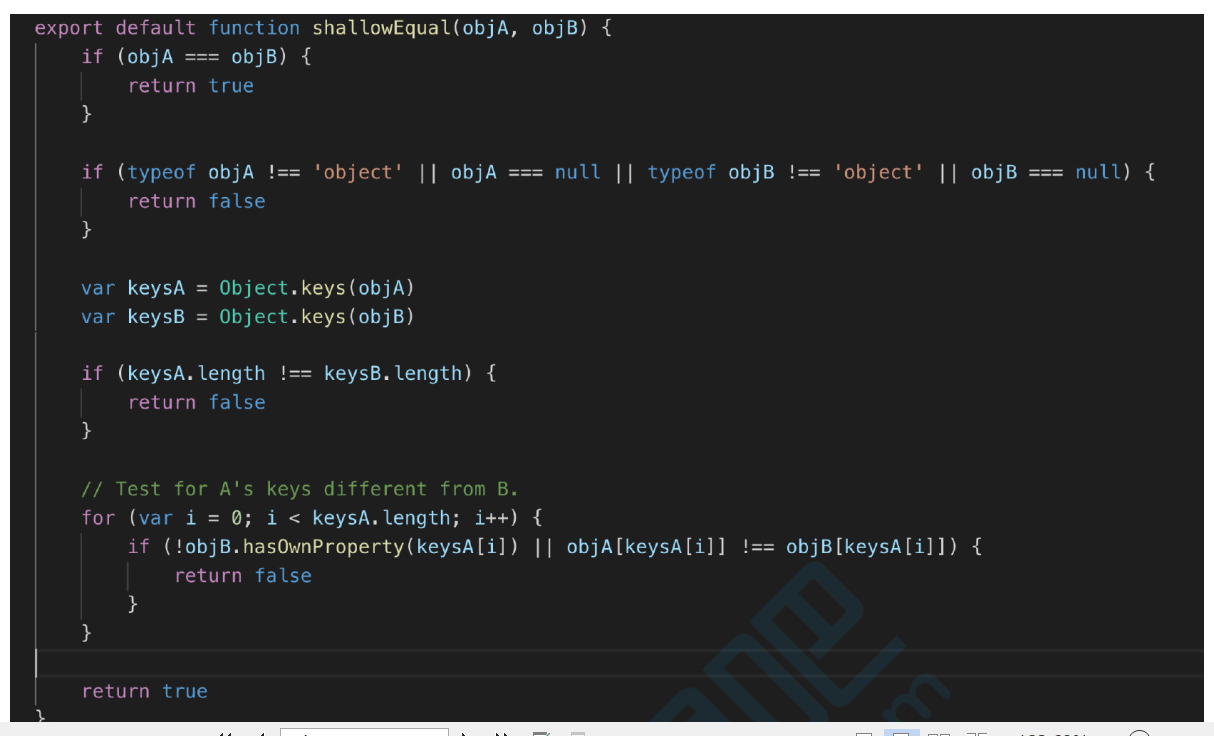 export default function shallowEqual(objA, objB) {
    if (objA === objB) {
        return true
    }
    if (typeof objA !== 'object' || objA === null || typeof objB !== 'object' || objB === null) {
        return false
    }
    var keysA = Object.keys(objA)
    var keysB = Object.keys(objB)
    if (keysA.length !== keysB.length) {
        return false
    }
    // Test for A's keys different from B.
    for (var i = 0; i < keysA.length; i++) {
        if (!objB.hasOwnProperty(keysA[i]) || objA[keysA[i]] !== objB[keysA[i]]) {
            return false
        }
    }
    return true
}